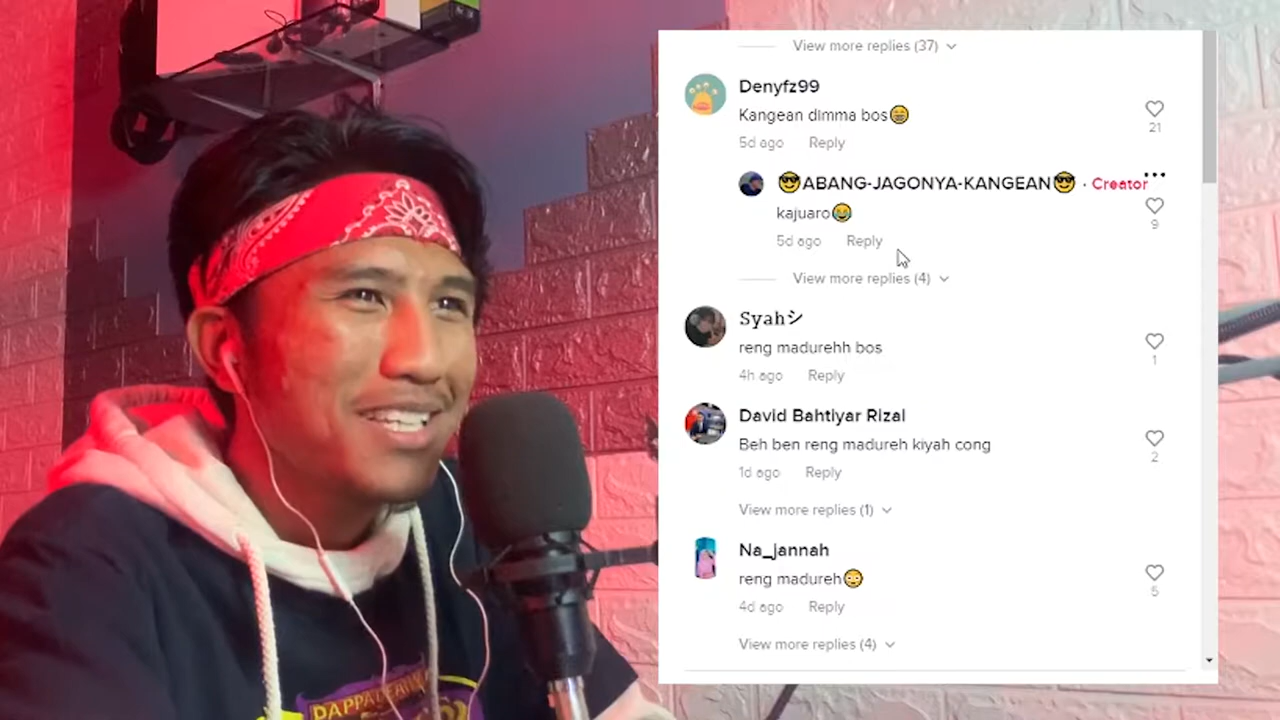 View more replies (37)
Denyfz99
Kangean dimma bos😁
21
5d ago Reply
😎ABANG-JAGONYA-KANGEAN😎 · Creator
kajuaro😂
9
5d ago Reply
View more replies (4)
Syahシ
reng madurehh bos
1
4h ago Reply
David Bahtiyar Rizal
Beh ben reng madureh kiyah cong
2
1d ago Reply
View more replies (1)
Na_jannah
reng madureh😳
5
4d ago Reply
View more replies (4)